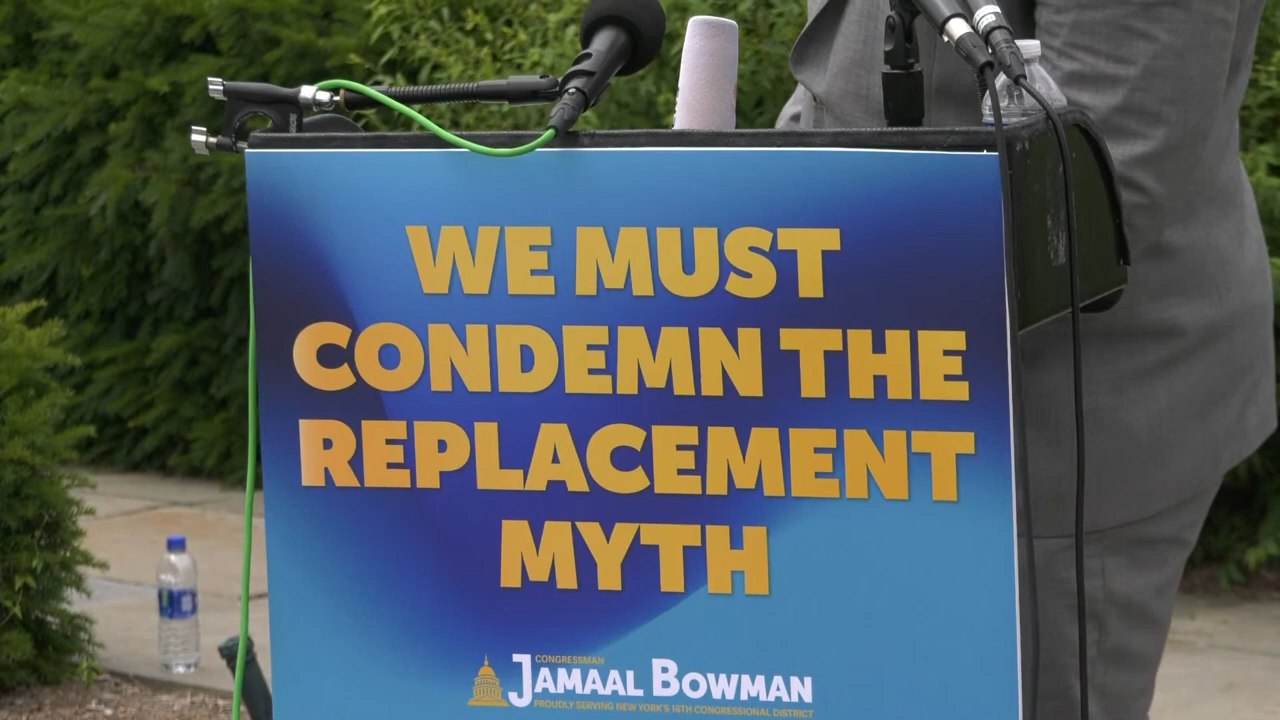 WE MUST
CONDEMN THE
REPLACEMENT
MYTH
CONGRESSMAN
JAMAAL BOWMAN
PROUDLY SERVING NEW YORK'S 16TH CONGRESSIONAL DISTRICT